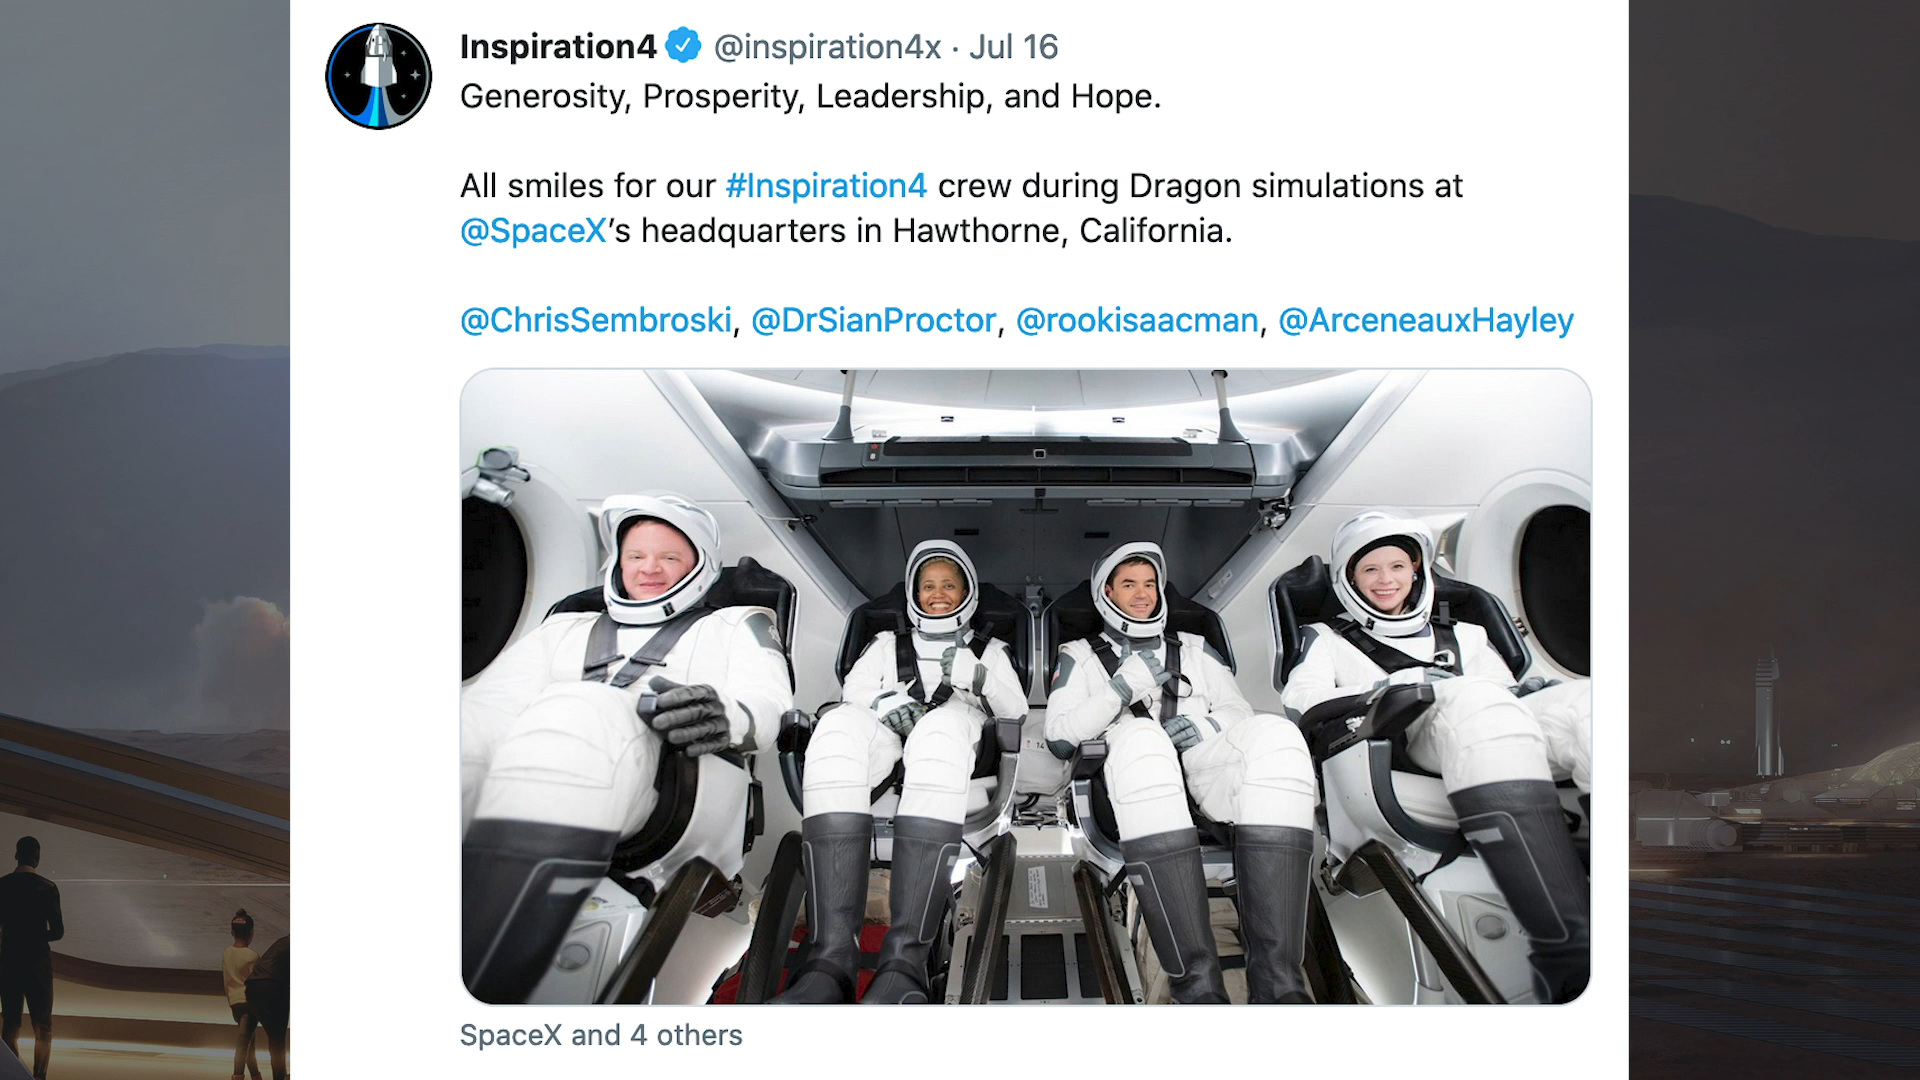 Inspiration4 @inspiration4x · Jul 16
Generosity, Prosperity, Leadership, and Hope.
All smiles for our #Inspiration4 crew during Dragon simulations at
@SpaceX’s headquarters in Hawthorne, California.
@ChrisSembroski, @DrSianProctor, @rookisaacman, @ArceneauxHayley
14
SpaceX and 4 others